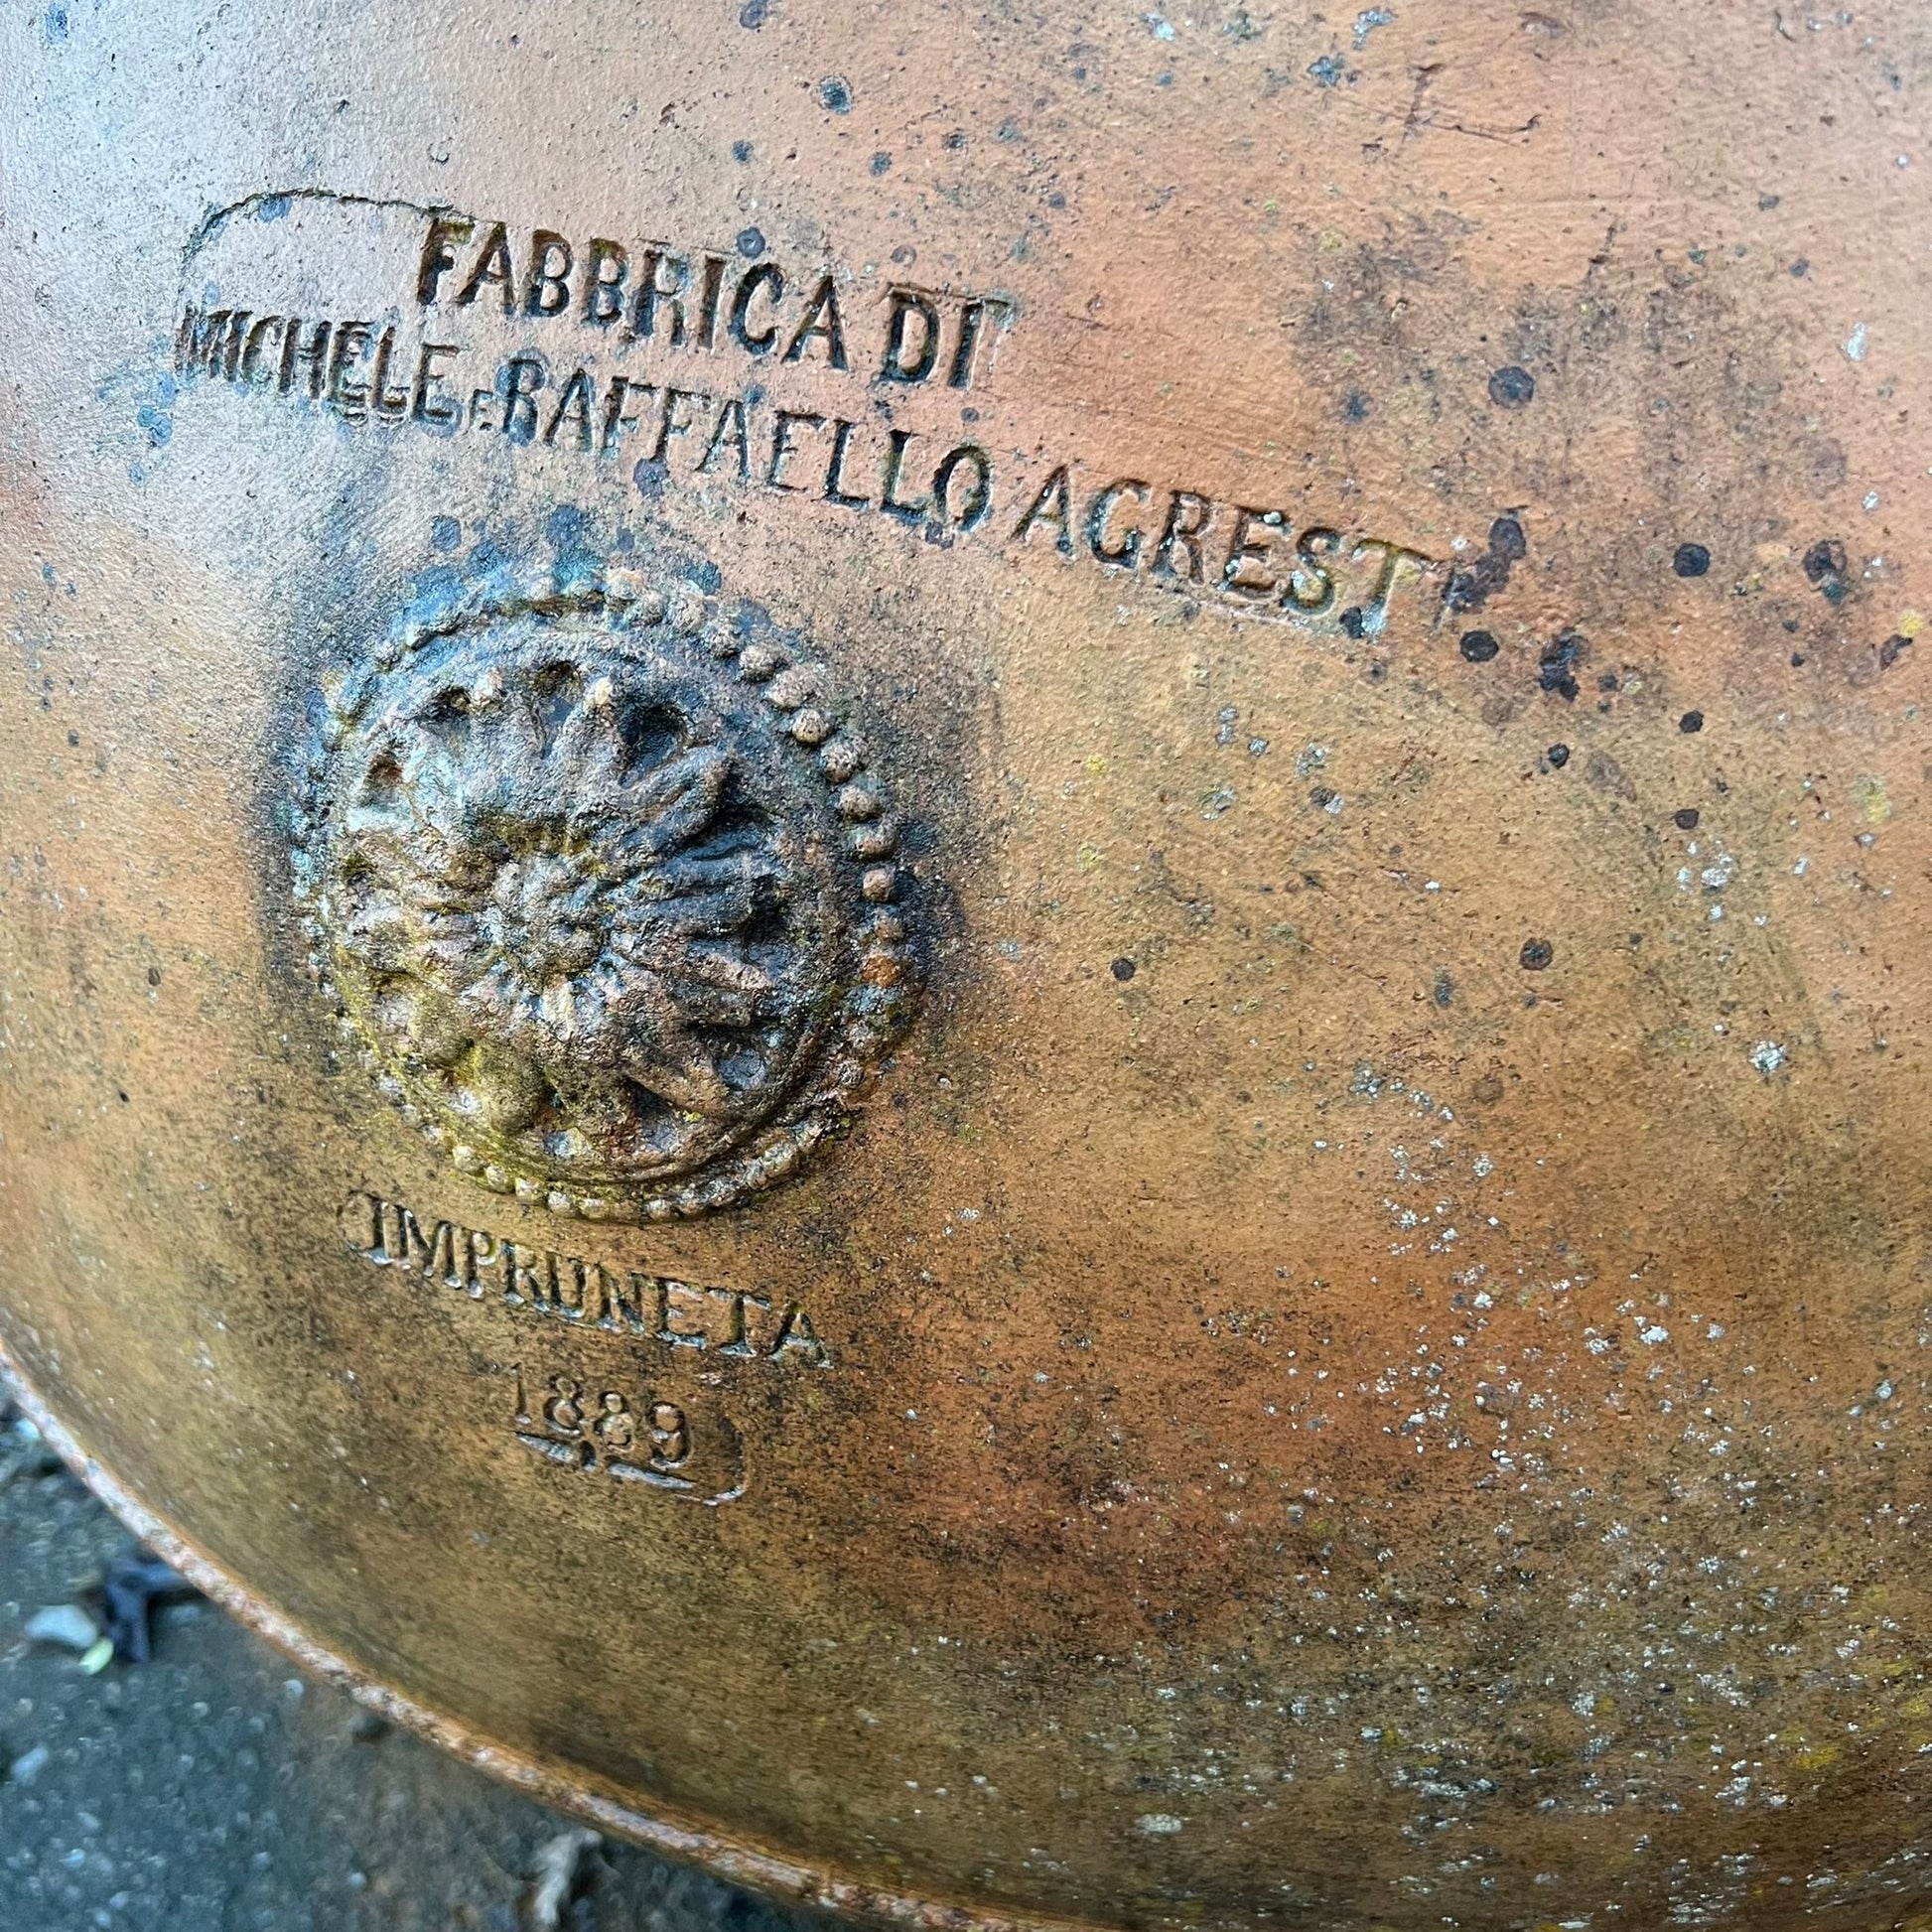 FABBRICA DI
MICHELE E RAFFAELLO AGRESTI
IMPRUNETA
1889